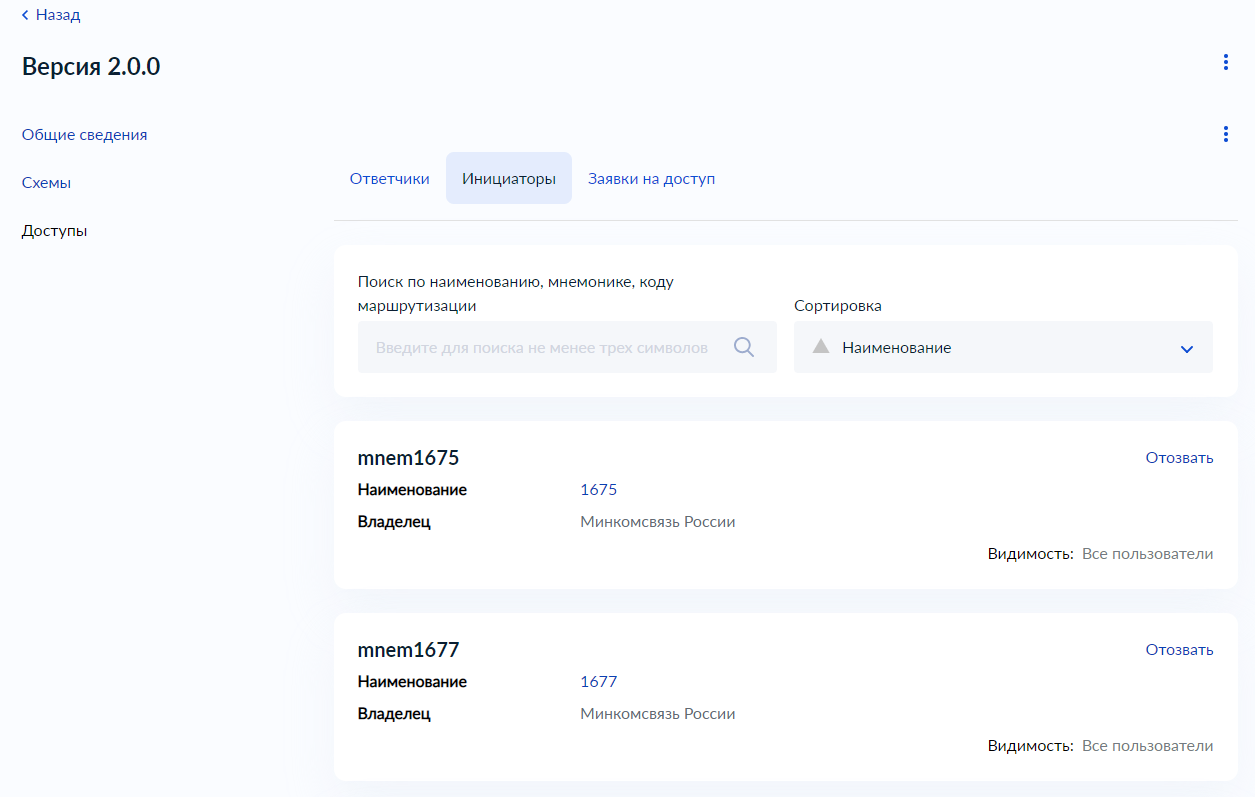 Назад
Версия 2.0.0
Общие сведения
Схемы
Доступы
Ответчики Инициаторы Заявки на доступ
Поиск по наименованию, мнемонике, коду
маршрутизации
Введите для поиска не менее трех символов
Сортировка
Наименование
mnem1675 Отозвать
Наименование 1675
Владелец Минкомсвязь России
Видимость: Все пользователи
mnem1677 Отозвать
Наименование 1677
Владелец Минкомсвязь России
Видимость: Все пользователи